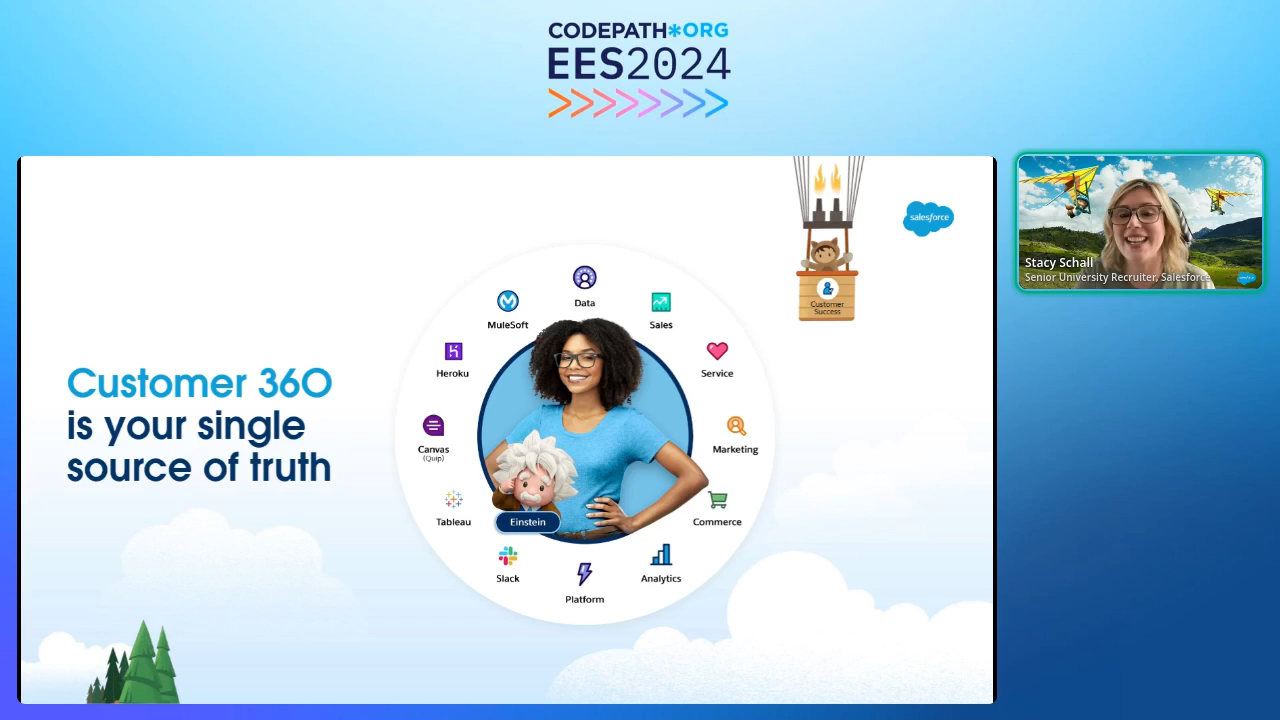 CODEPATH*ORG
EES2024
salesforce
Customer
Success
Customer 360
is your single
source of truth
Data
Sales
Service
Marketing
Commerce
Analytics
Platform
Slack
Tableau
Canvas
(Quip)
Heroku
MuleSoft
Einstein
Stacy Schall
Senior University Recruiter, Salesforce